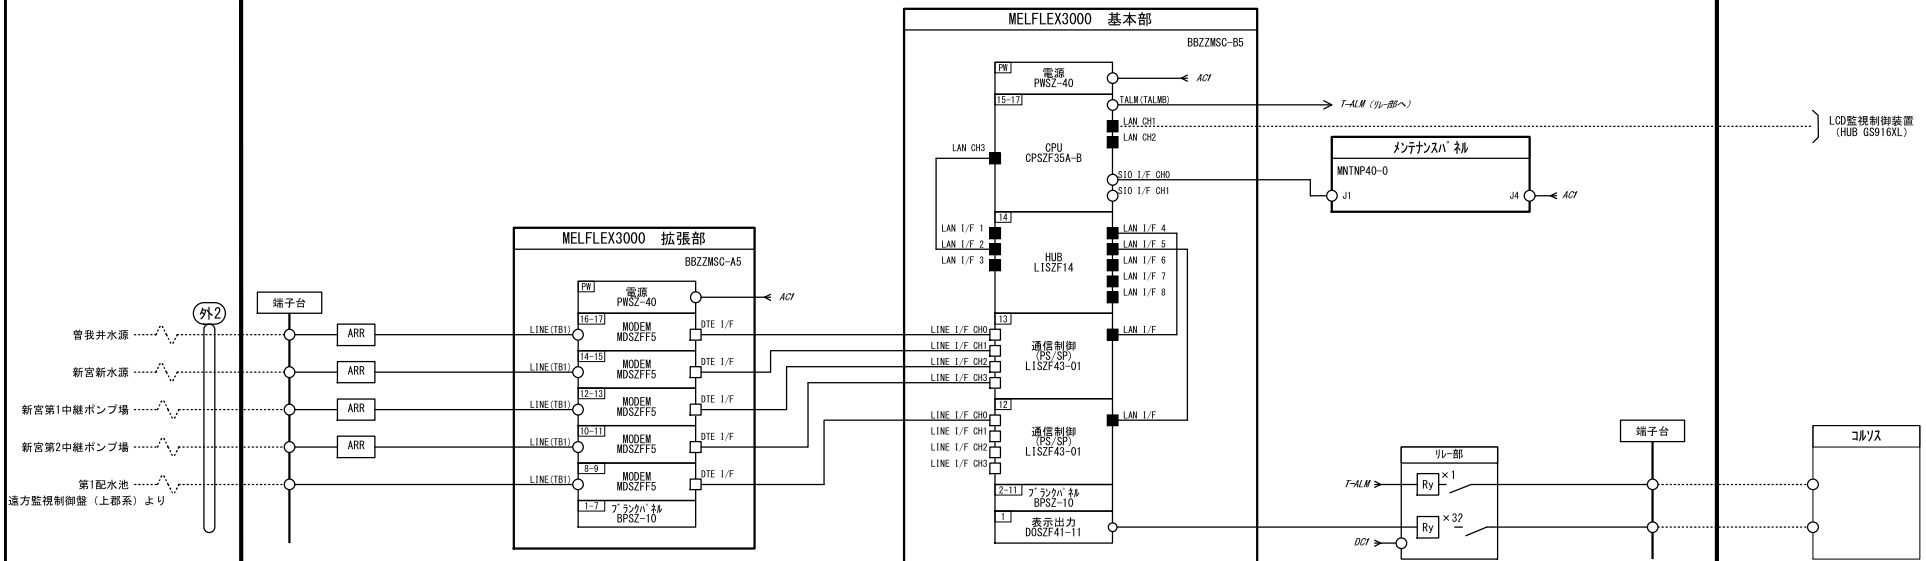 MELFLEX3000 基本部
BBZZMSC-B5
PW
電源
PWSZ-40
AC1
15-17
TALM(TALMB)
T-ALM (リレー部へ)
LAN CH1
LAN CH2
LAN CH3
CPU
CPSZF35A-B
SIO I/F CH0
SIO I/F CH1
LCD監視制御装置
(HUB GS916XL)
メンテナンスパネル
MNTNP40-0
J1
J4
AC1
14
LAN I/F 1
LAN I/F 2
LAN I/F 3
HUB
LISZF14
LAN I/F 4
LAN I/F 5
LAN I/F 6
LAN I/F 7
LAN I/F 8
13
LINE I/F CH0
LINE I/F CH1
LINE I/F CH2
LINE I/F CH3
通信制御
(PS/SP)
LISZF43-01
LAN I/F
12
LINE I/F CH0
LINE I/F CH1
LINE I/F CH2
LINE I/F CH3
通信制御
(PS/SP)
LISZF43-01
LAN I/F
2-11
ブランクパネル
BPSZ-10
1
表示出力
DOSZF41-11
MELFLEX3000 拡張部
BBZZMSC-A5
PW
電源
PWSZ-40
AC1
16-17
LINE(TB1)
MODEM
MDSZFF5
DTE I/F
14-15
LINE(TB1)
MODEM
MDSZFF5
DTE I/F
12-13
LINE(TB1)
MODEM
MDSZFF5
DTE I/F
10-11
LINE(TB1)
MODEM
MDSZFF5
DTE I/F
8-9
LINE(TB1)
MODEM
MDSZFF5
DTE I/F
1-7
ブランクパネル
BPSZ-10
外2
端子台
曽我井水源
ARR
新宮新水源
ARR
新宮第1中継ポンプ場
ARR
新宮第2中継ポンプ場
ARR
第1配水池
遠方監視制御盤（上郡系）より
リレー部
T-ALM
Ry
×1
Ry
×32
DC1
端子台
コルソス